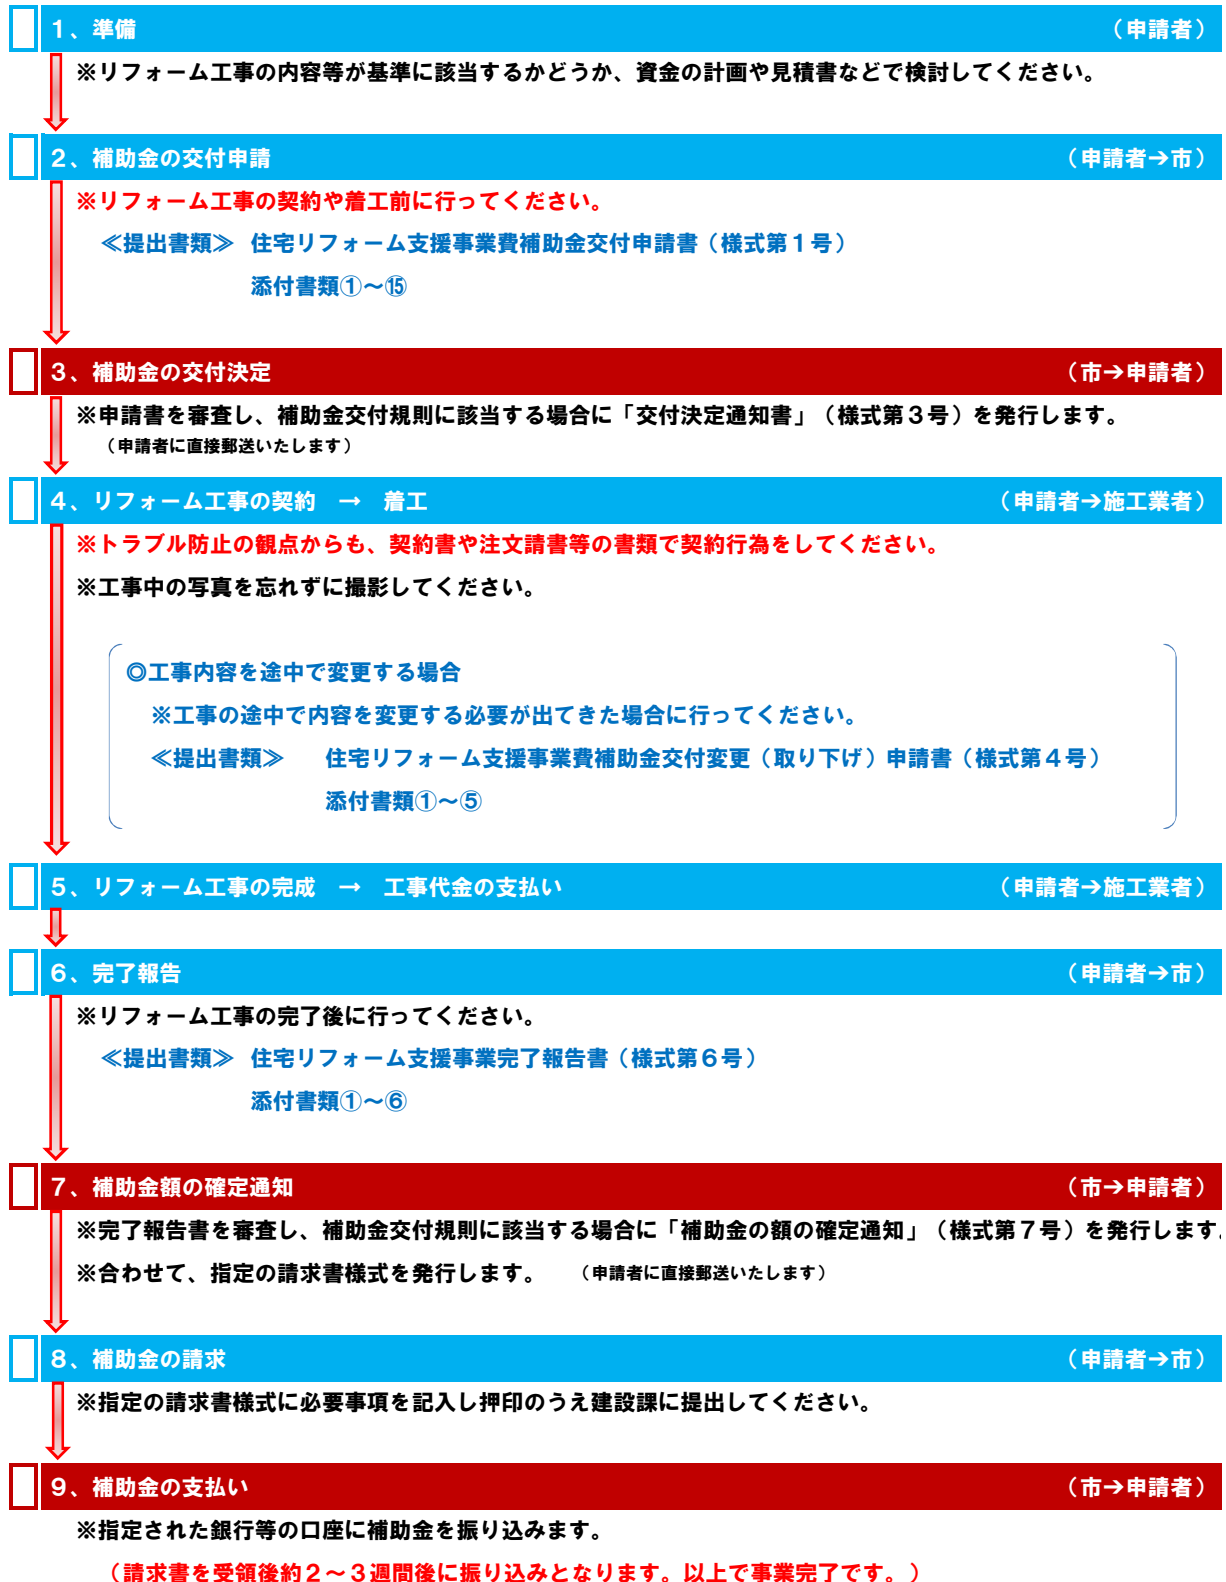 １、準備　（申請者）
※リフォーム工事の内容等が基準に該当するかどうか、資金の計画や見積書などで検討してください。
２、補助金の交付申請　（申請者→市）
※リフォーム工事の契約や着工前に行ってください。
≪提出書類≫　住宅リフォーム支援事業費補助金交付申請書（様式第１号）
添付書類①～⑮
３、補助金の交付決定　（市→申請者）
※申請書を審査し、補助金交付規則に該当する場合に「交付決定通知書」（様式第３号）を発行します。
（申請者に直接郵送いたします）
４、リフォーム工事の契約　→　着工　（申請者→施工業者）
※トラブル防止の観点からも、契約書や注文請書等の書類で契約行為をしてください。
※工事中の写真を忘れずに撮影してください。
◎工事内容を途中で変更する場合
※工事の途中で内容を変更する必要が出てきた場合に行ってください。
≪提出書類≫　住宅リフォーム支援事業費補助金交付変更（取り下げ）申請書（様式第４号）
添付書類①～⑤
５、リフォーム工事の完成　→　工事代金の支払い　（申請者→施工業者）
６、完了報告　（申請者→市）
※リフォーム工事の完了後に行ってください。
≪提出書類≫　住宅リフォーム支援事業完了報告書（様式第６号）
添付書類①～⑥
７、補助金額の確定通知　（市→申請者）
※完了報告書を審査し、補助金交付規則に該当する場合に「補助金の額の確定通知」（様式第７号）を発行します。
※合わせて、指定の請求書様式を発行します。　（申請者に直接郵送いたします）
８、補助金の請求　（申請者→市）
※指定の請求書様式に必要事項を記入し押印のうえ建設課に提出してください。
９、補助金の支払い　（市→申請者）
※指定された銀行等の口座に補助金を振り込みます。
（請求書を受領後約２～３週間後に振り込みとなります。以上で事業完了です。）